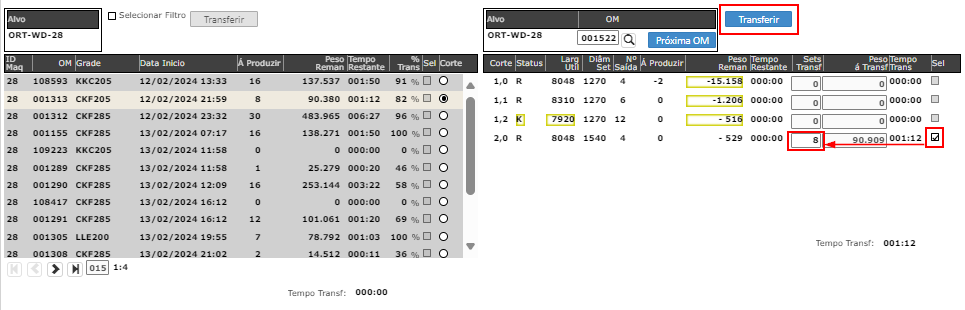 Alvo
ORT-WD-28
Selecionar Filtro Transferir
ID Maq OM Grade Data Inicio Á Produzir Peso Reman Tempo Restante % Trans Sel Corte
28 108593 KKC205 12/02/2024 13:33 16 137.537 001:50 91 %
28 001313 CKF205 12/02/2024 21:59 8 90.380 001:12 82 %
28 001312 CKF285 12/02/2024 23:32 30 483.965 006:27 96 %
28 001155 CKF285 13/02/2024 07:17 16 138.271 001:50 100 %
28 109223 KKC205 13/02/2024 11:58 0 0 000:00 0 %
28 001289 CKF285 13/02/2024 11:58 1 25.279 000:20 46 %
28 001290 CKF285 13/02/2024 12:09 16 253.144 003:22 58 %
28 108417 CKF285 13/02/2024 16:12 0 0 000:00 0 %
28 001291 CKF285 13/02/2024 16:12 12 101.061 001:20 69 %
28 001305 LLE200 13/02/2024 19:55 7 78.792 001:03 100 %
28 001308 CKF285 13/02/2024 21:02 2 14.512 000:11 36 %
015 1:4
Tempo Transf: 000:00
Alvo OM
ORT-WD-28 001522 Próxima OM
Transferir
Corte Status Larg Util Diâm Set Nº Saída Á Produzir Peso Reman Tempo Restante Sets Transf Peso á Transf Tempo Trans Sel
1,0 R 8048 1270 4 -2 -15.158 000:00 0 0 000:00
1,1 R 8310 1270 6 0 -1.206 000:00 0 0 000:00
1,2 K 7920 1270 12 0 - 516 000:00 0 0 000:00
2,0 R 8048 1540 4 0 - 529 000:00 8 90.909 001:12
Tempo Transf: 001:12